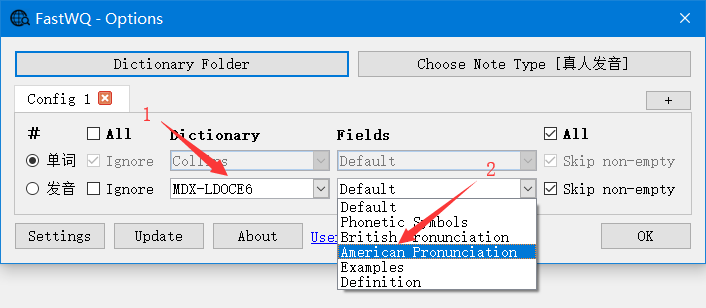 FastWQ - Options
Dictionary Folder
Choose Note Type [真人发音]
Config 1
+
1
# All Dictionary Fields All
单词 Ignore Collins Default Skip non-empty
2
发音 Ignore MDX-LDOCE6 Default Skip non-empty
Default
Phonetic Symbols
British Pronunciation
American Pronunciation
Examples
Definition
Settings Update About User OK